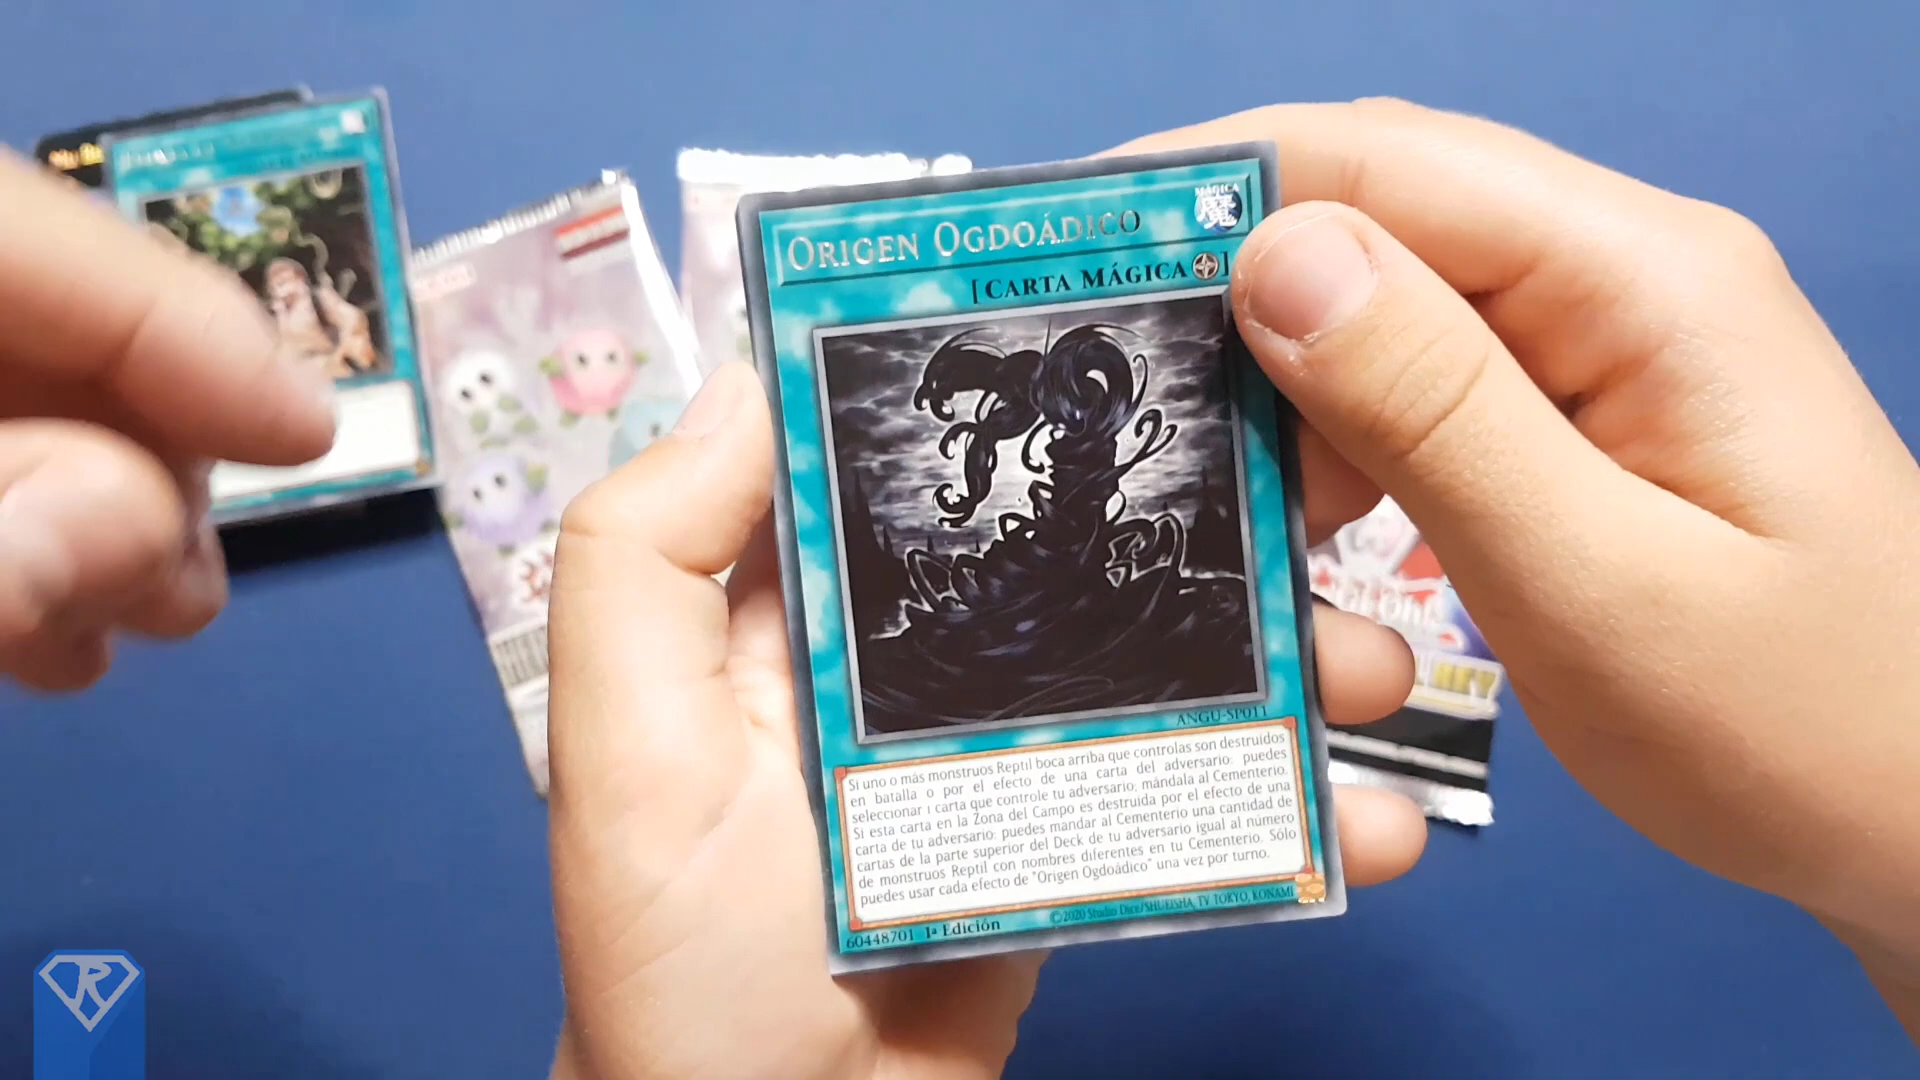 ORIGEN OGDOÁDICO
MÁGICA
魔
[CARTA MÁGICA]
ANGU-SP011
Si uno o más monstruos Reptil boca arriba que controlas son destruidos
en batalla o por el efecto de una carta del adversario: puedes
seleccionar 1 carta que controle tu adversario; mándala al Cementerio.
Si esta carta en la Zona del Campo es destruida por el efecto de una
carta de tu adversario: puedes mandar al Cementerio una cantidad de
cartas de la parte superior del Deck de tu adversario igual al número
de monstruos Reptil con nombres diferentes en tu Cementerio. Sólo
puedes usar cada efecto de "Origen Ogdoádico" una vez por turno.
60448701 1ª Edición
©2020 Studio Dice/SHUEISHA, TV TOKYO, KONAMI
R